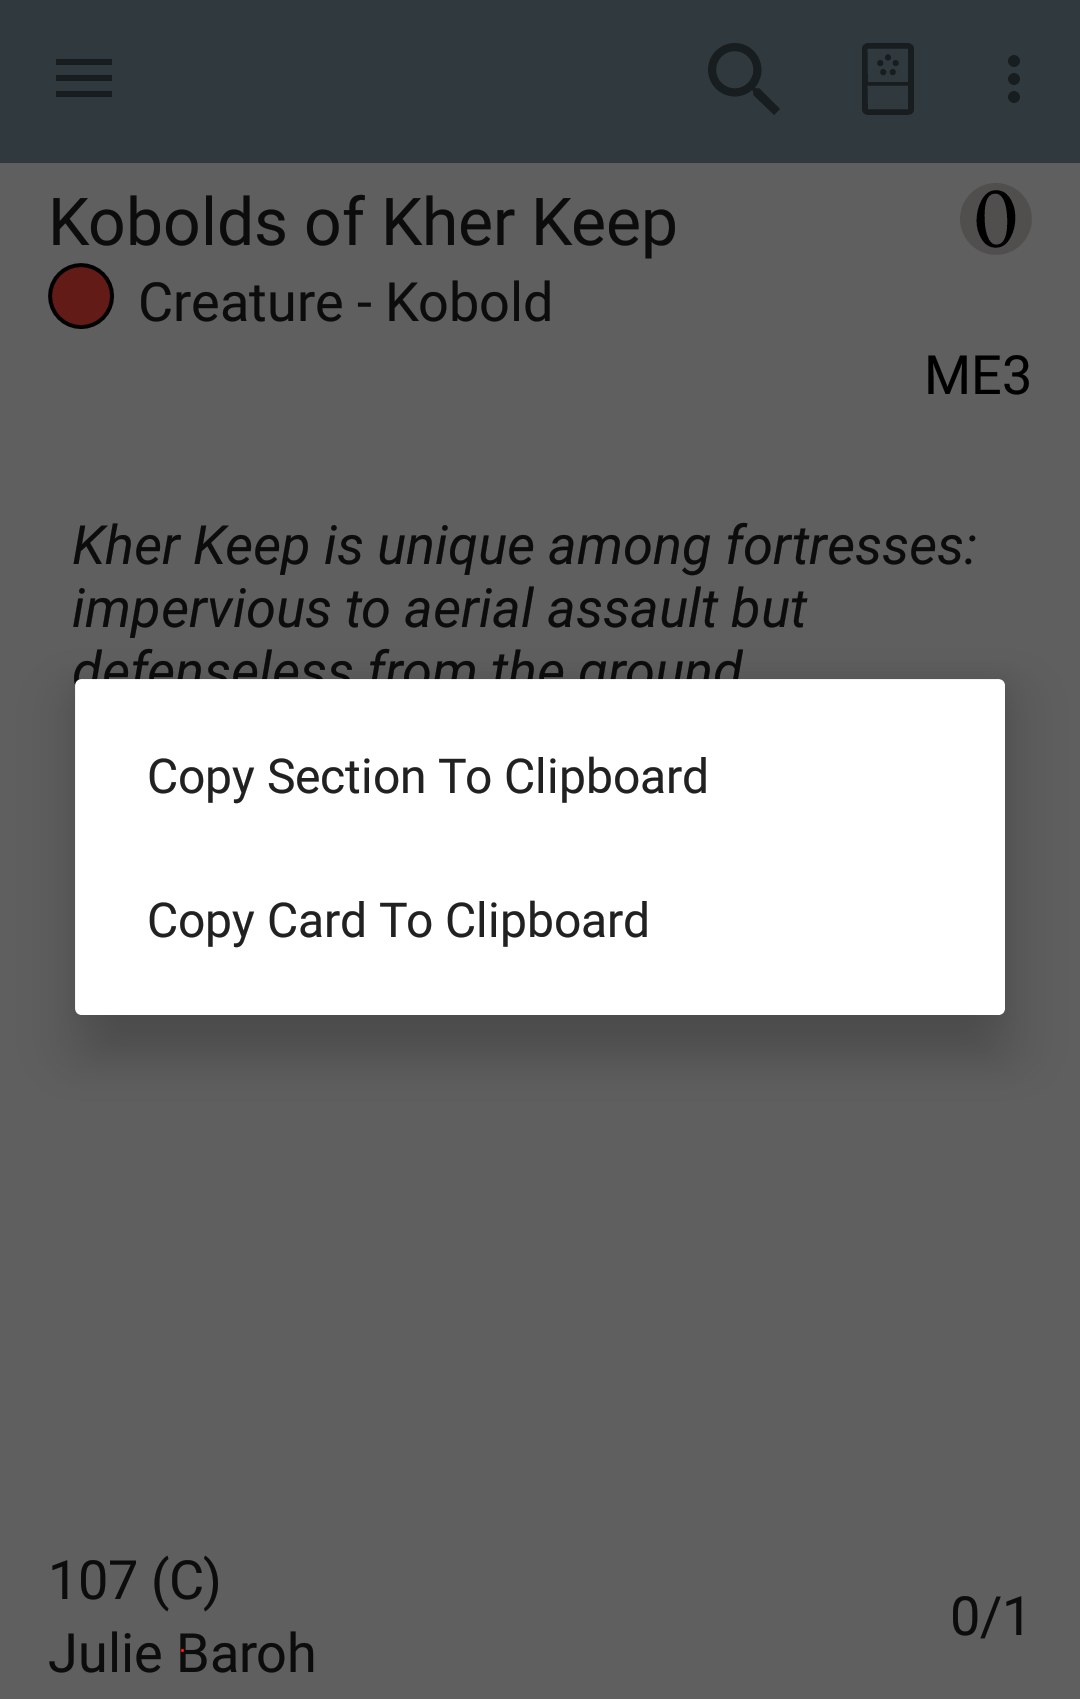 Kobolds of Kher Keep 0
Creature - Kobold
ME3
Kher Keep is unique among fortresses:
impervious to aerial assault but
defenseless from the ground
Copy Section To Clipboard
Copy Card To Clipboard
107 (C)
0/1
Julie Baroh